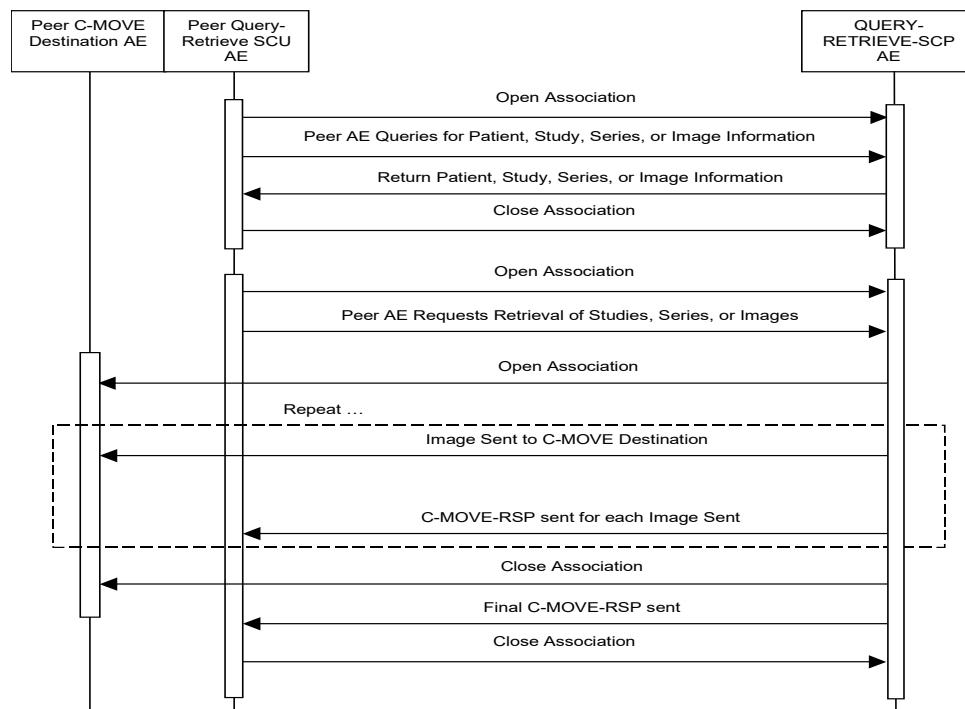 Peer C-MOVE
Destination AE
Peer Query-
Retrieve SCU
AE
QUERY-
RETRIEVE-SCP
AE
Open Association
Peer AE Queries for Patient, Study, Series, or Image Information
Return Patient, Study, Series, or Image Information
Close Association
Open Association
Peer AE Requests Retrieval of Studies, Series, or Images
Open Association
Repeat …
Image Sent to C-MOVE Destination
C-MOVE-RSP sent for each Image Sent
Close Association
Final C-MOVE-RSP sent
Close Association